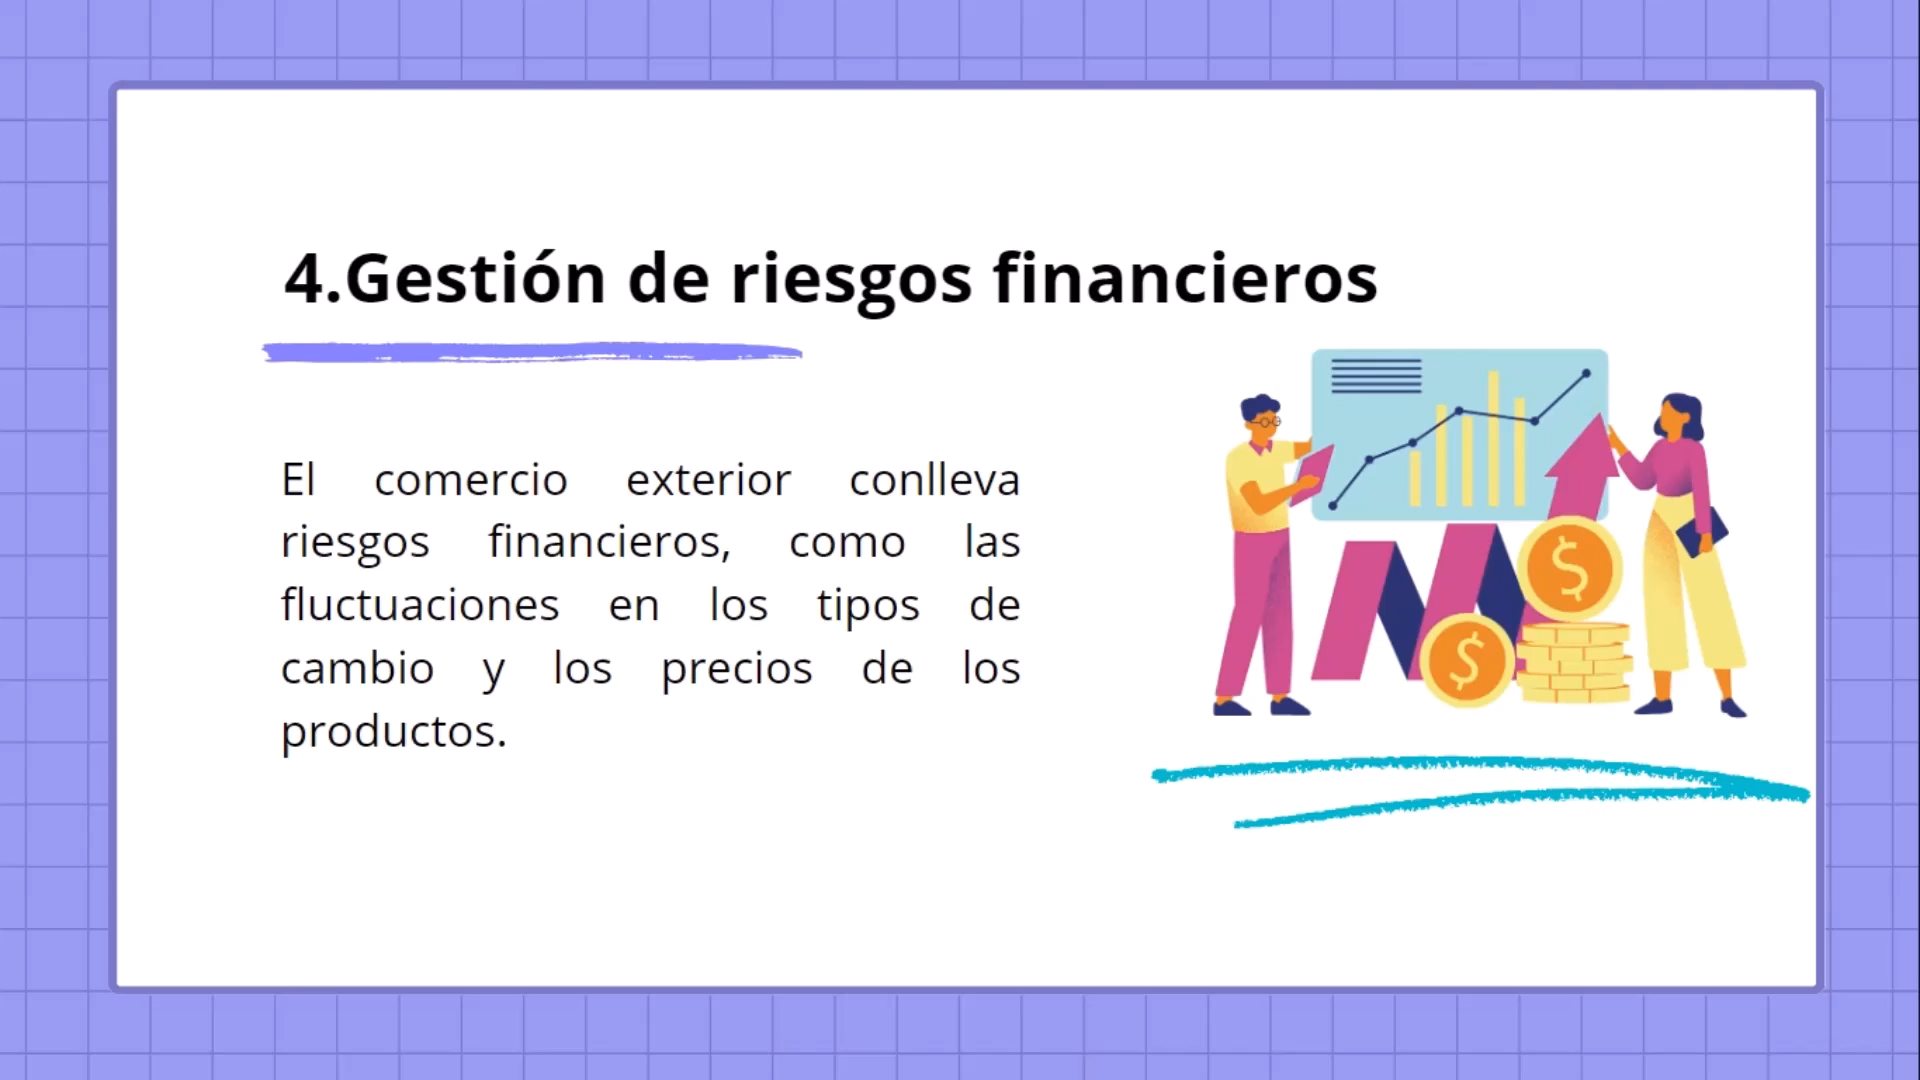 4.Gestión de riesgos financieros
El comercio exterior conlleva
riesgos financieros, como las
fluctuaciones en los tipos de
cambio y los precios de los
productos.
$
$